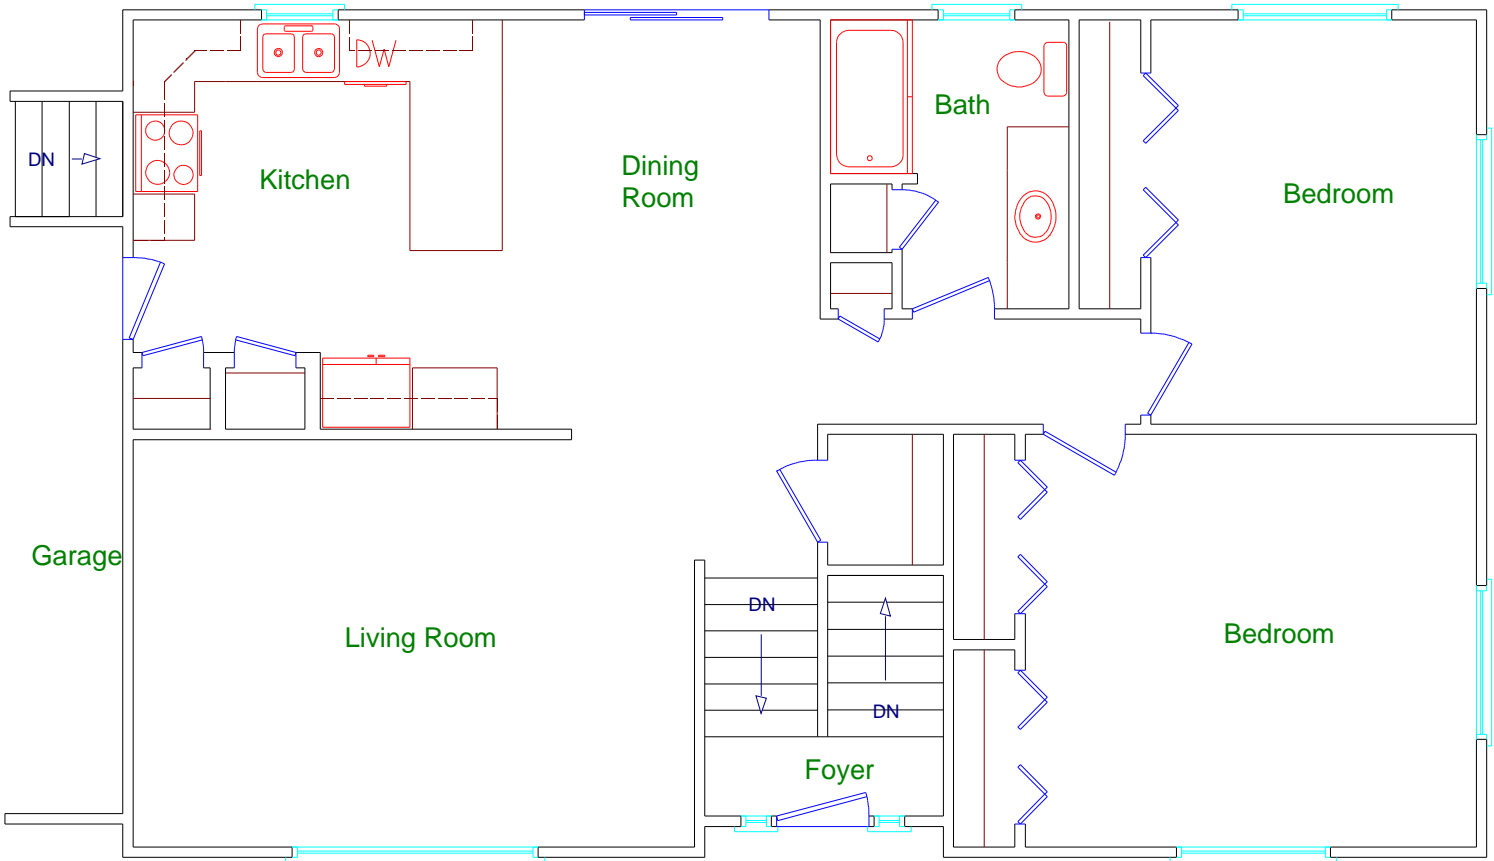 DW
Bath
DN
Kitchen
Dining
Room
Bedroom
Garage
DN
Living Room
Bedroom
DN
Foyer